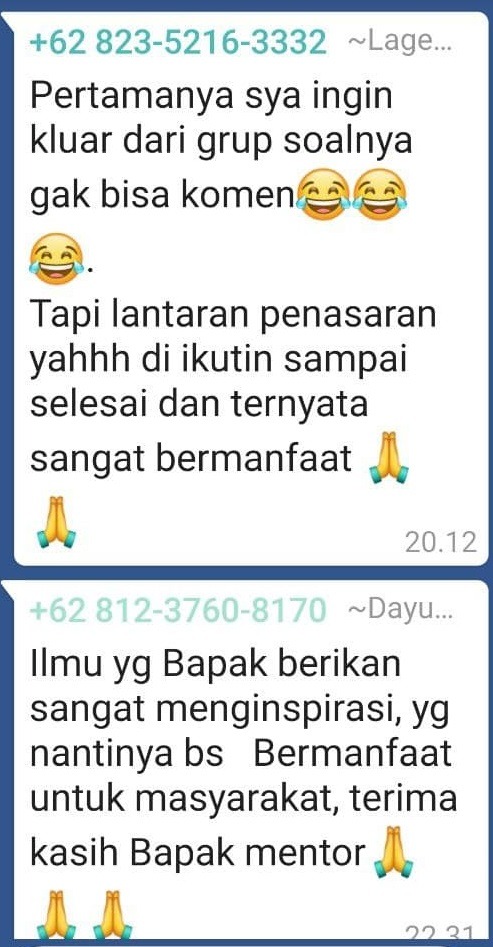 +62 823-5216-3332 ~Lage...
Pertamanya sya ingin
kluar dari grup soalnya
gak bisa komen😂😂
😂.
Tapi lantaran penasaran
yahhh di ikutin sampai
selesai dan ternyata
sangat bermanfaat 🙏
🙏
20.12
+62 812-3760-8170 ~Dayu...
Ilmu yg Bapak berikan
sangat menginspirasi, yg
nantinya bs   Bermanfaat
untuk masyarakat, terima
kasih Bapak mentor 🙏
🙏 🙏
22.31